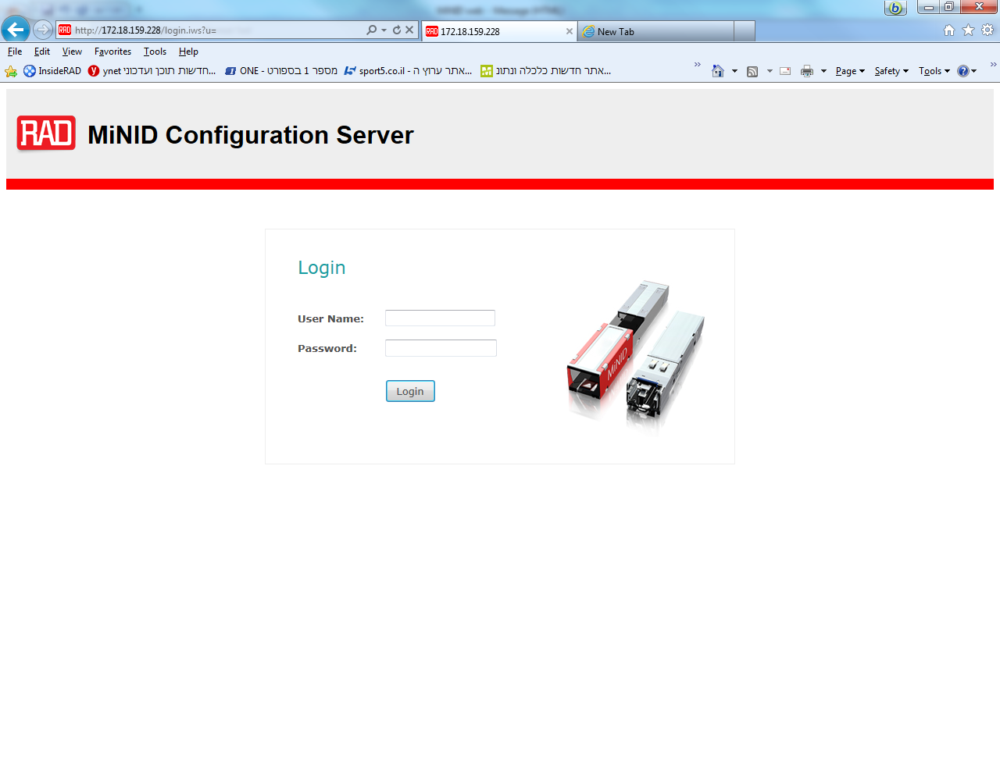 http://172.18.159.228/login.iws?u=
172.18.159.228
New Tab
File Edit View Favorites Tools Help
InsideRAD
ynet חדשות תוכן ועדכוני...
ONE - מספר 1 בספורט
sport5.co.il - אתר ערוץ ה...
אתר חדשות כלכלה ונתונ...
Page Safety Tools
RAD MiNID Configuration Server
Login
User Name:
Password:
Login
MiNID